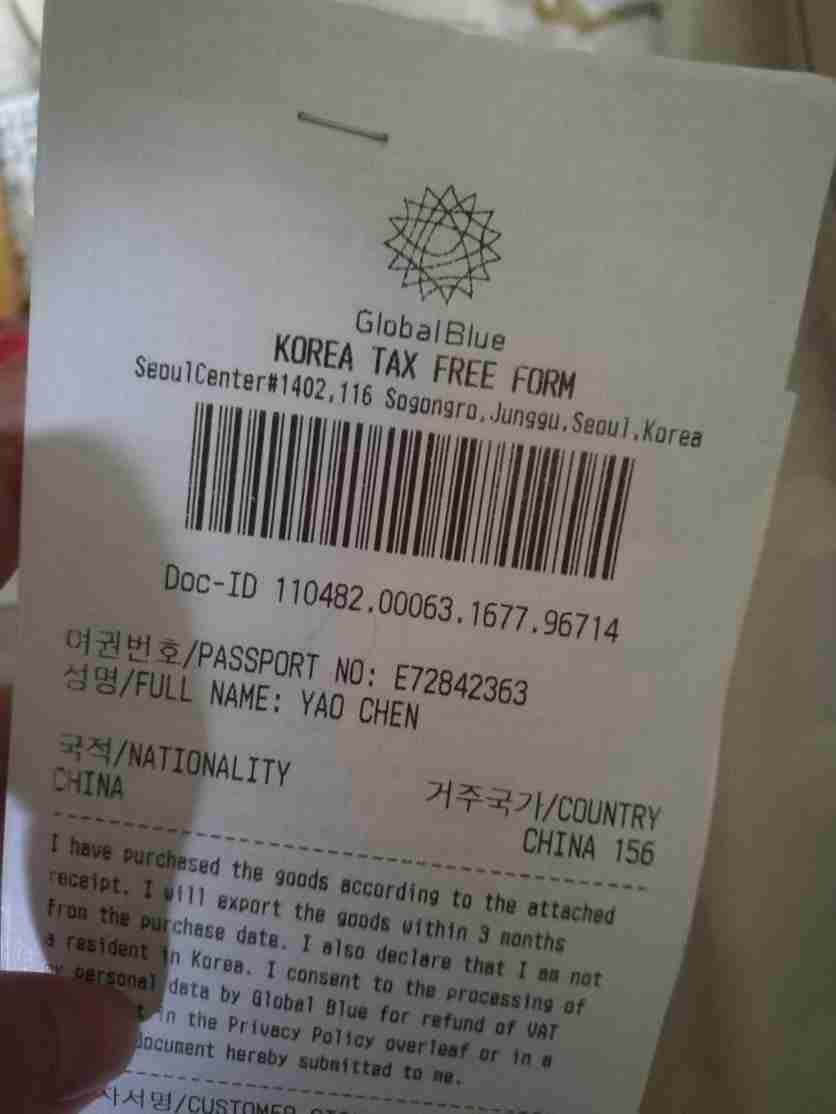 GlobalBlue
KOREA TAX FREE FORM
SeoulCenter#1402,116 Sogongro,Junggu,Seoul,Korea
Doc-ID 110482.00063.1677.96714
여권번호/PASSPORT NO: E72842363
성명/FULL NAME: YAO CHEN
국적/NATIONALITY 거주국가/COUNTRY
CHINA CHINA 156
I have purchased the goods according to the attached
receipt. I will export the goods within 3 months
from the purchase date. I also declare that I am not
a resident in Korea. I consent to the processing of
personal data by Global Blue for refund of VAT
in the Privacy Policy overleaf or in a
document hereby submitted to me.
사서명/CUSTOMER